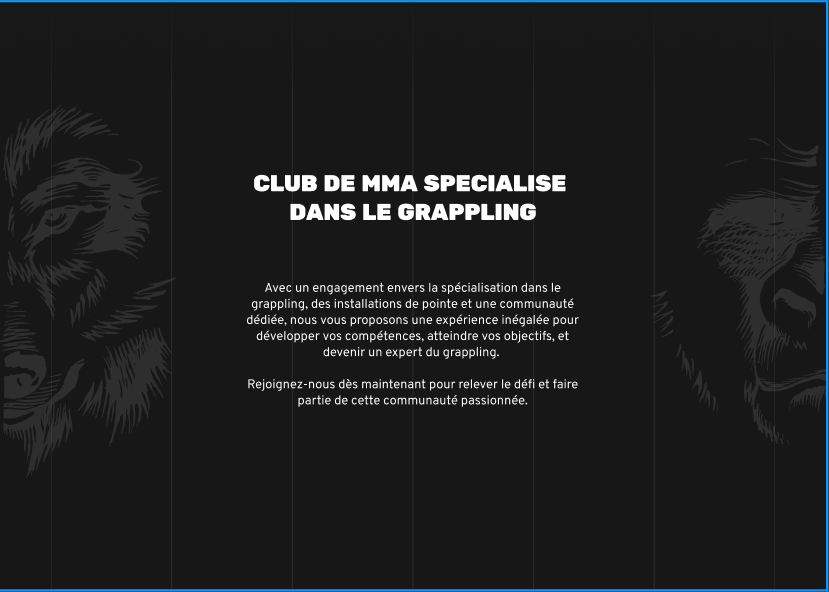 CLUB DE MMA SPECIALISE
DANS LE GRAPPLING
Avec un engagement envers la spécialisation dans le
grappling, des installations de pointe et une communauté
dédiée, nous vous proposons une expérience inégalée pour
développer vos compétences, atteindre vos objectifs, et
devenir un expert du grappling.
Rejoignez-nous dès maintenant pour relever le défi et faire
partie de cette communauté passionnée.